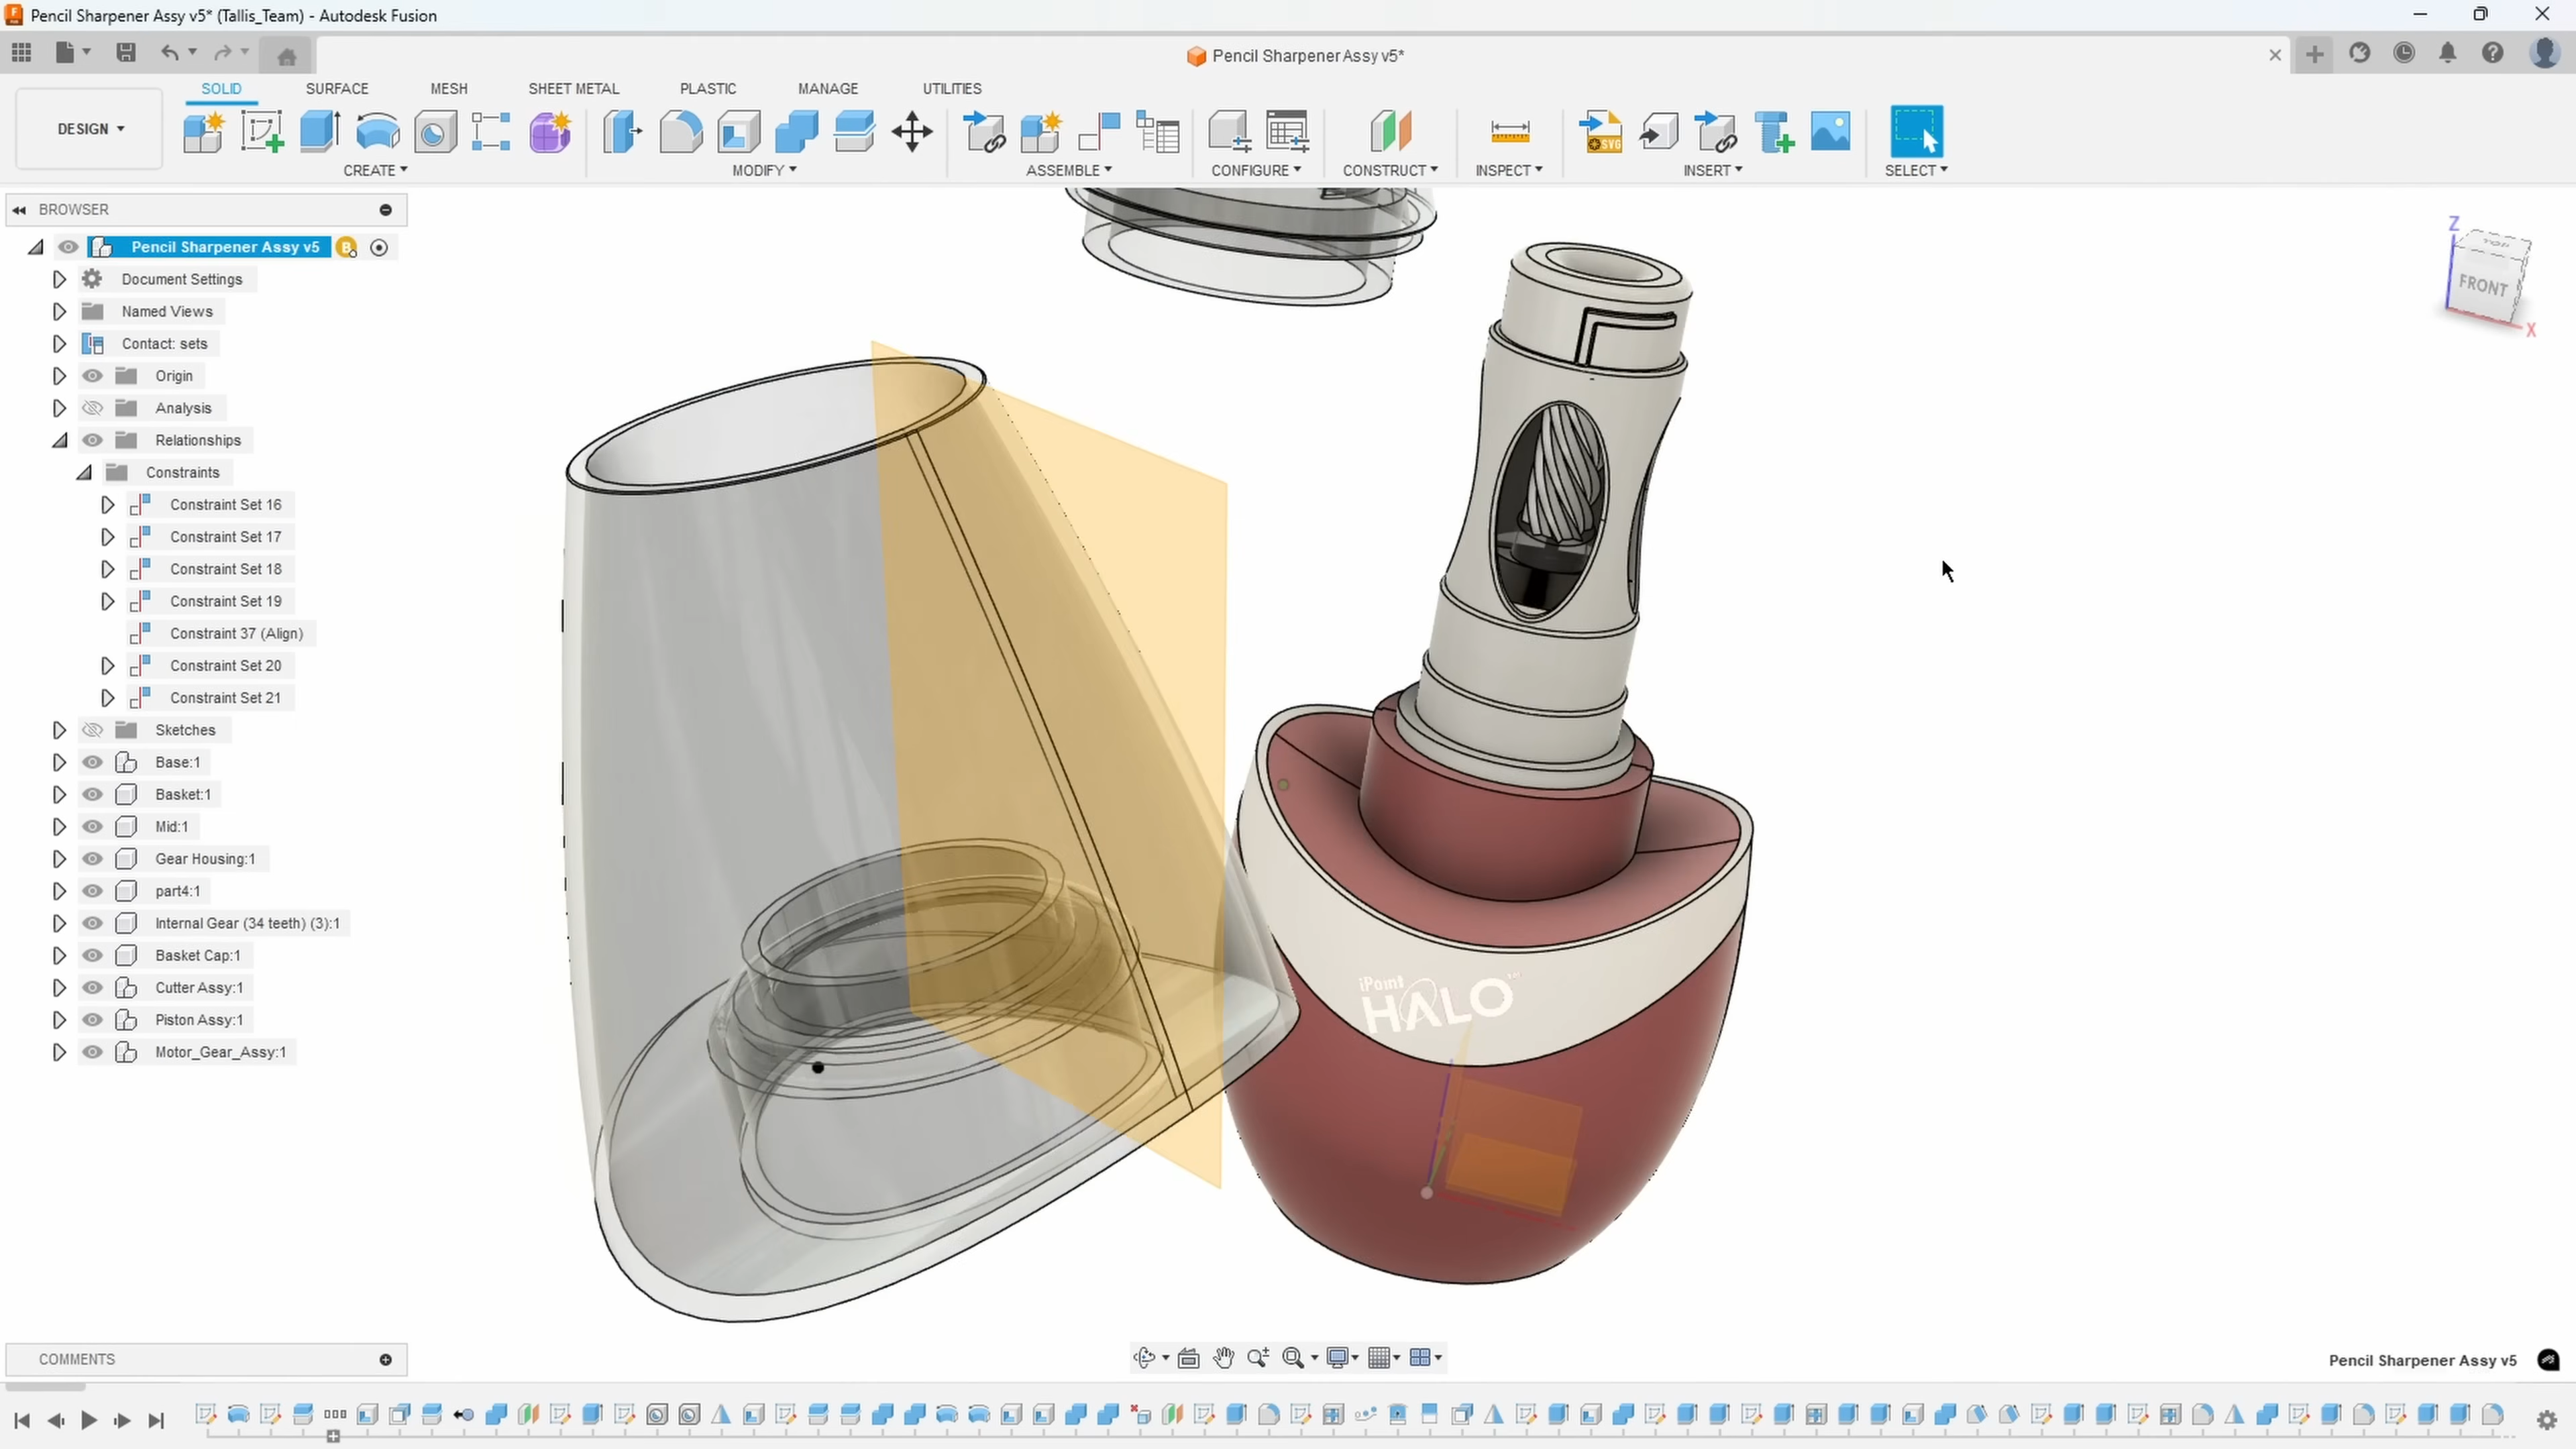 Pencil Sharpener Assy v5* (Tallis_Team) - Autodesk Fusion
Pencil Sharpener Assy v5*
DESIGN
SOLID
SURFACE
MESH
SHEET METAL
PLASTIC
MANAGE
UTILITIES
CREATE
MODIFY
ASSEMBLE
CONFIGURE
CONSTRUCT
INSPECT
SVG
INSERT
SELECT
BROWSER
Pencil Sharpener Assy v5
B
Document Settings
Named Views
Contact: sets
Origin
Analysis
Relationships
Constraints
Constraint Set 16
Constraint Set 17
Constraint Set 18
Constraint Set 19
Constraint 37 (Align)
Constraint Set 20
Constraint Set 21
Sketches
Base:1
Basket:1
Mid:1
Gear Housing:1
part4:1
Internal Gear (34 teeth) (3):1
Basket Cap:1
Cutter Assy:1
Piston Assy:1
Motor_Gear_Assy:1
Z
TOP
FRONT
X
iPoint
HALO
COMMENTS
Pencil Sharpener Assy v5